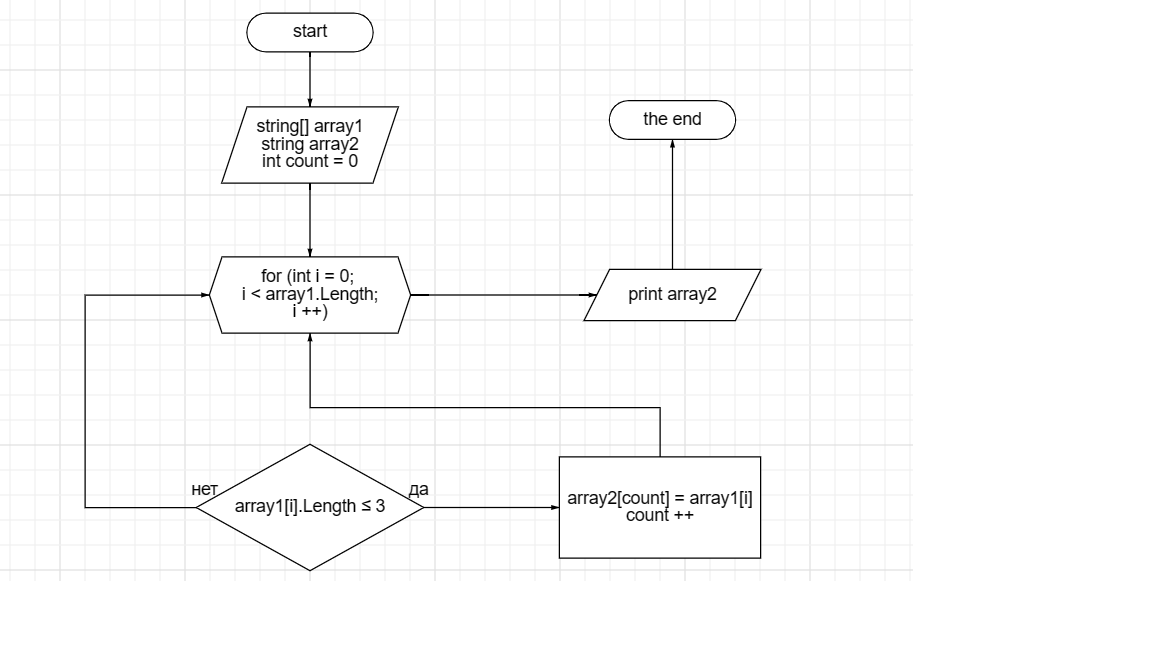 start
string[] array1
string array2
int count = 0
the end
for (int i = 0;
i < array1.Length;
i ++)
print array2
нет
array1[i].Length ≤ 3
да
array2[count] = array1[i]
count ++